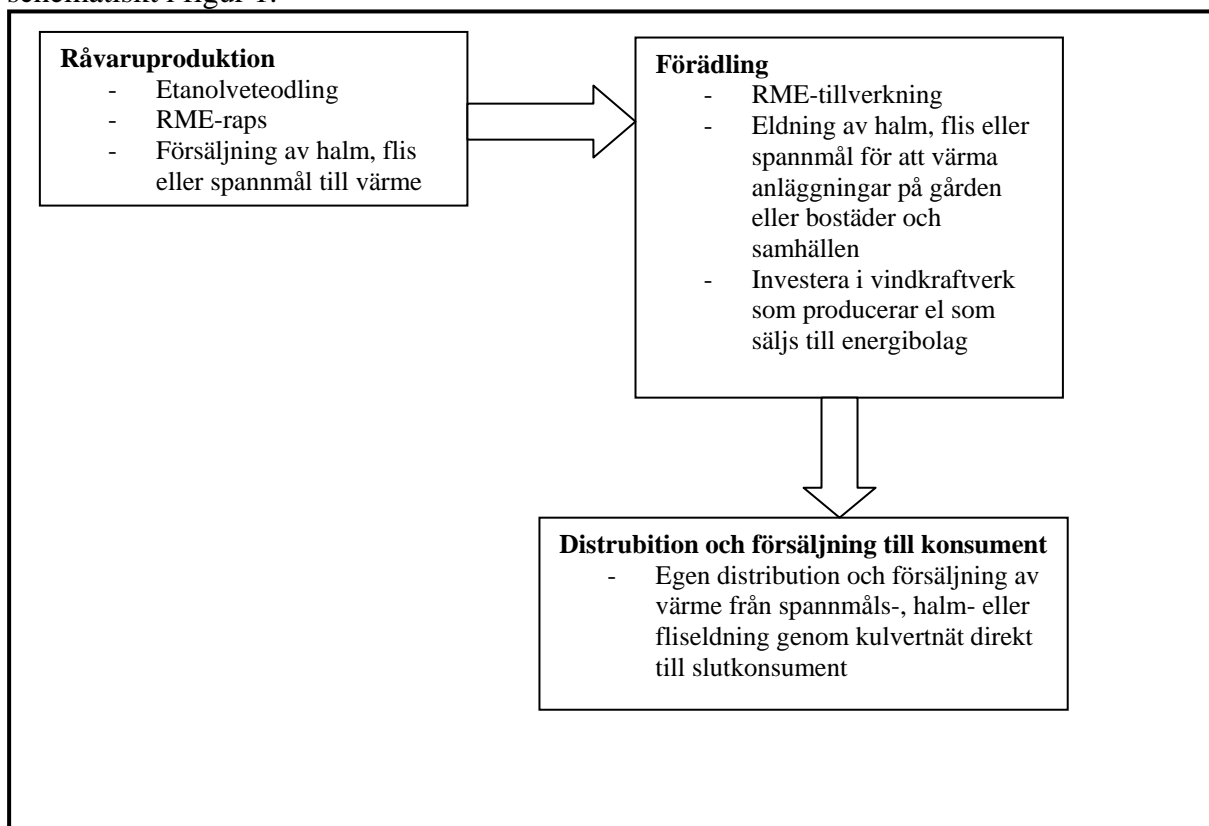 schematiskt i figur 1.
Råvaruproduktion
- Etanolveteodling
- RME-raps
- Försäljning av halm, flis
eller spannmål till värme
Förädling
- RME-tillverkning
- Eldning av halm, flis eller
spannmål för att värma
anläggningar på gården
eller bostäder och
samhällen
- Investera i vindkraftverk
som producerar el som
säljs till energibolag
Distrubition och försäljning till konsument
- Egen distribution och försäljning av
värme från spannmåls-, halm- eller
fliseldning genom kulvertnät direkt
till slutkonsument